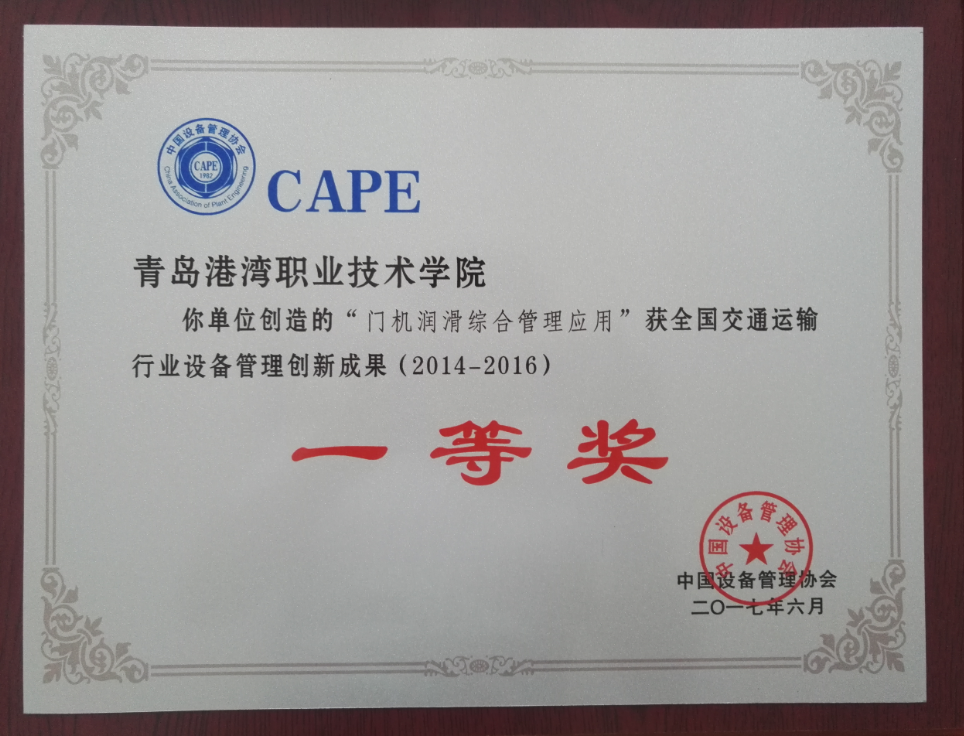 中国设备管理协会
CAPE
1982
China Association of Plant Engineering
CAPE
青岛港湾职业技术学院
你单位创造的“门机润滑综合管理应用”获全国交通运输
行业设备管理创新成果(2014-2016)
一等奖
中国设备管理协会
中国设备管理协会
二〇一七年六月